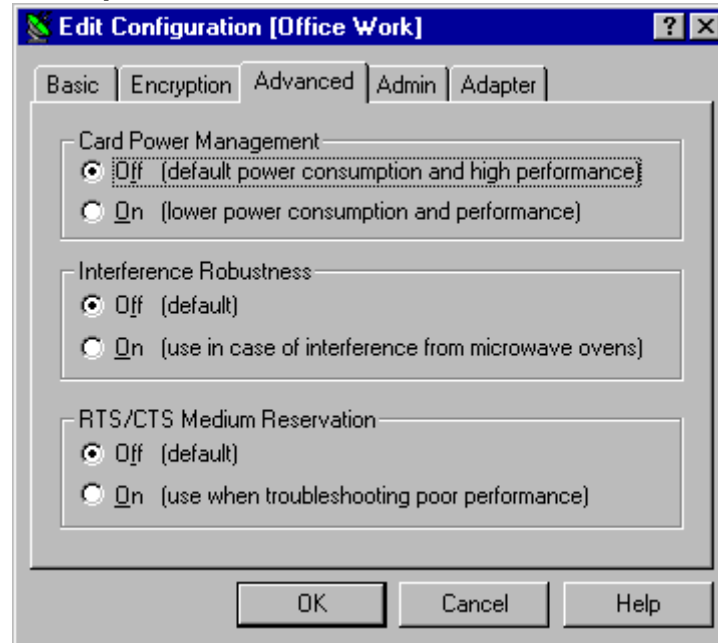 Edit Configuration [Office Work]
Basic Encryption Advanced Admin Adapter
Card Power Management
Off (default power consumption and high performance)
On (lower power consumption and performance)
Interference Robustness
Off (default)
On (use in case of interference from microwave ovens)
RTS/CTS Medium Reservation
Off (default)
On (use when troubleshooting poor performance)
OK Cancel Help